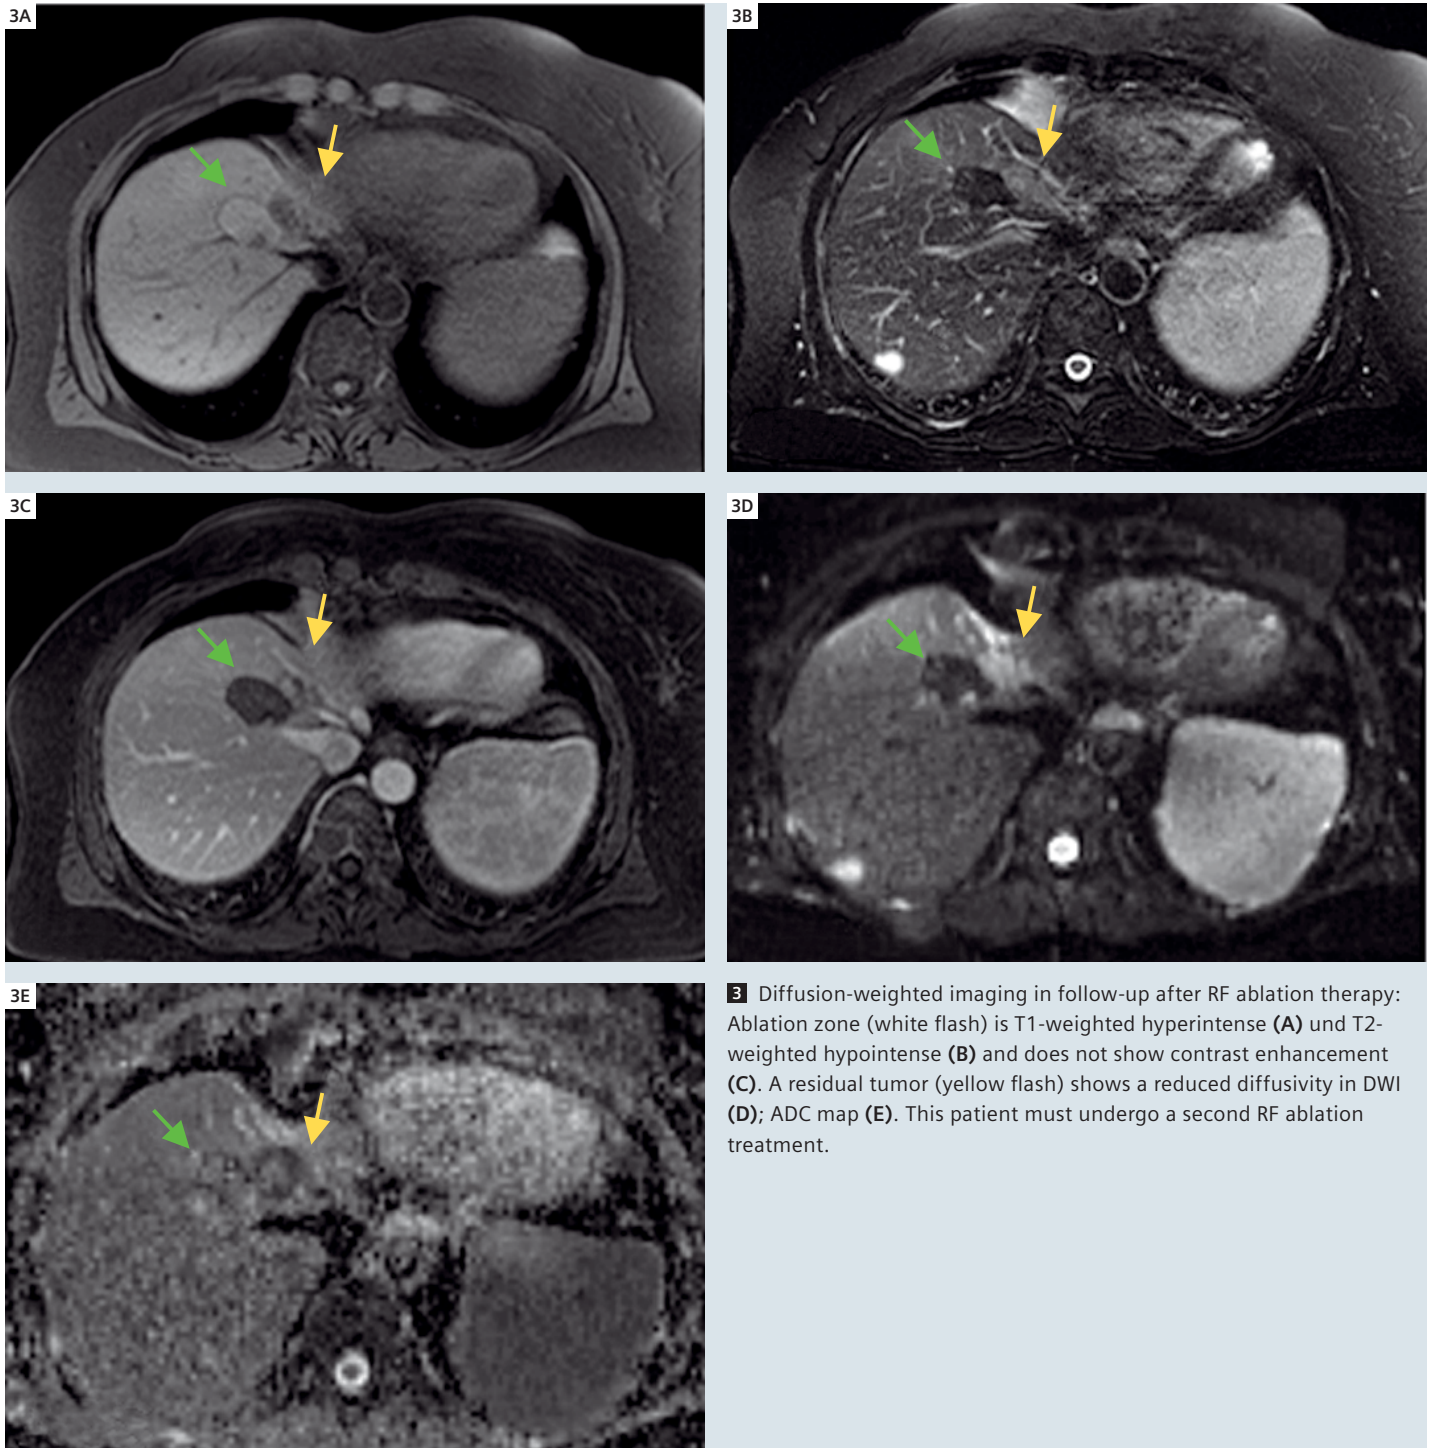 3A
3B
3C
3D
3E
3 Diffusion-weighted imaging in follow-up after RF ablation therapy:
Ablation zone (white flash) is T1-weighted hyperintense (A) und T2-
weighted hypointense (B) and does not show contrast enhancement
(C). A residual tumor (yellow flash) shows a reduced diffusivity in DWI
(D); ADC map (E). This patient must undergo a second RF ablation
treatment.